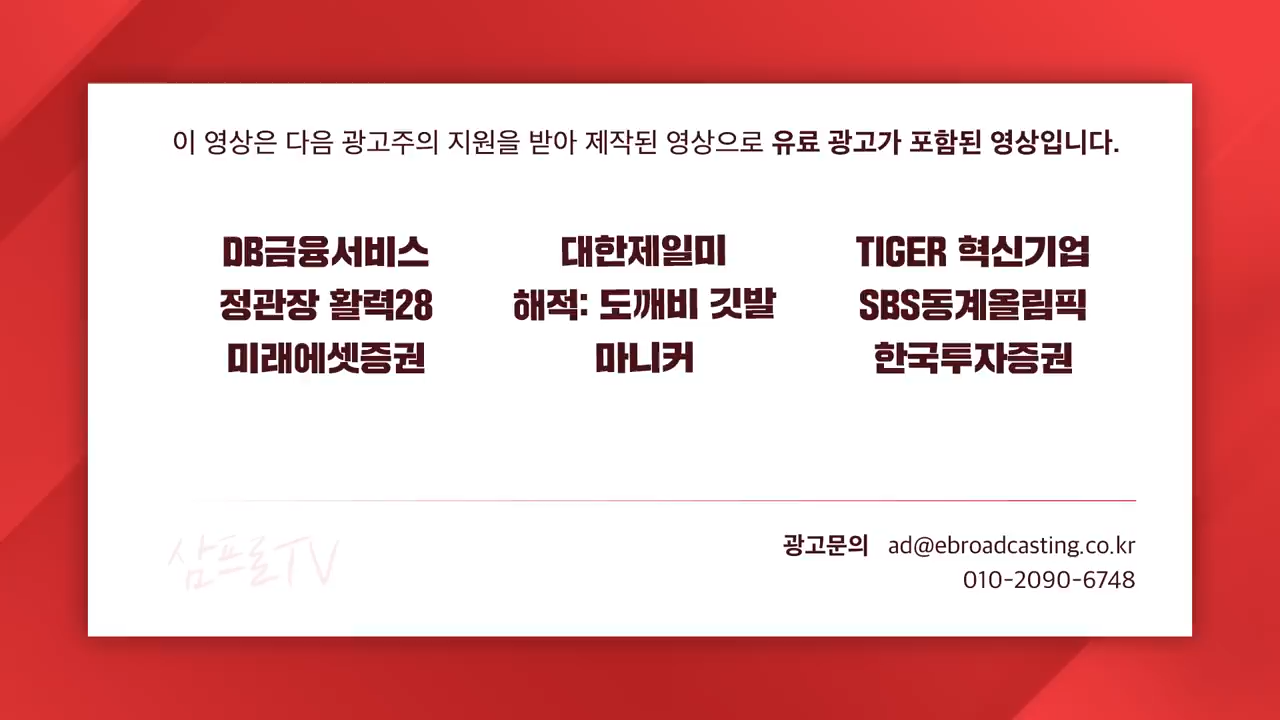 이 영상은 다음 광고주의 지원을 받아 제작된 영상으로 유료 광고가 포함된 영상입니다.
DB금융서비스 대한제일미 TIGER 혁신기업
정관장 활력28 해적: 도깨비 깃발 SBS동계올림픽
미래에셋증권 마니커 한국투자증권
삼프로TV
광고문의 ad@ebroadcasting.co.kr
010-2090-6748